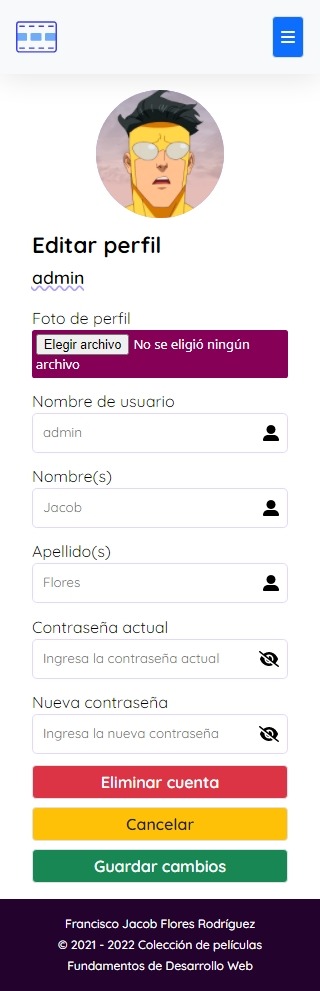 Editar perfil
admin
Foto de perfil
Elegir archivo No se eligió ningún
archivo
Nombre de usuario
admin
Nombre(s)
Jacob
Apellido(s)
Flores
Contraseña actual
Ingresa la contraseña actual
Nueva contraseña
Ingresa la nueva contraseña
Eliminar cuenta
Cancelar
Guardar cambios
Francisco Jacob Flores Rodríguez
© 2021 - 2022 Colección de películas
Fundamentos de Desarrollo Web